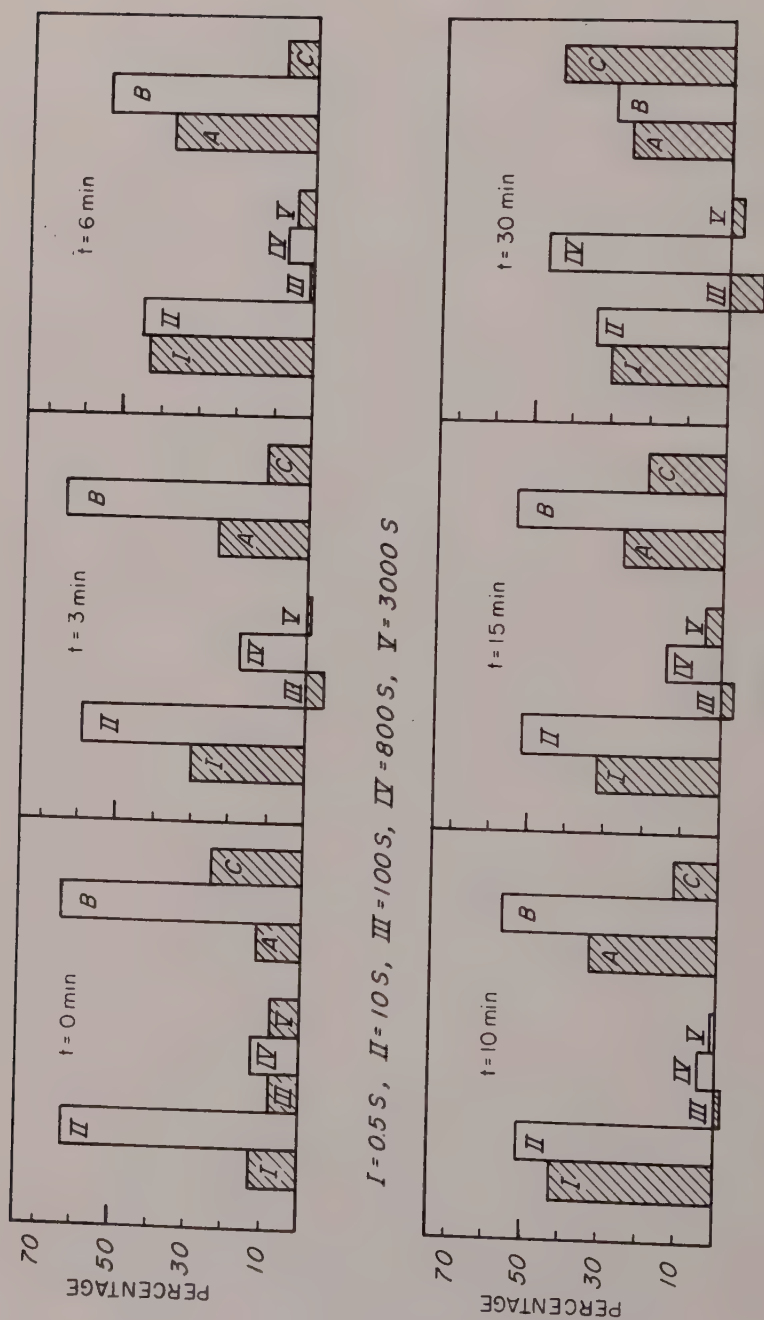 PERCENTAGE
70
50
30
10
t = 0 min
I
II
III
IV
V
A
B
C
t = 3 min
I
II
III
IV
V
A
B
C
t = 6 min
I
II
III
IV
V
A
B
C
I = 0.5 S, II = 10 S, III = 100 S, IV = 800 S, V = 3000 S
PERCENTAGE
70
50
30
10
t = 10 min
I
II
III
IV
V
A
B
C
t = 15 min
I
II
III
IV
V
A
B
C
t = 30 min
I
II
III
IV
V
A
B
C